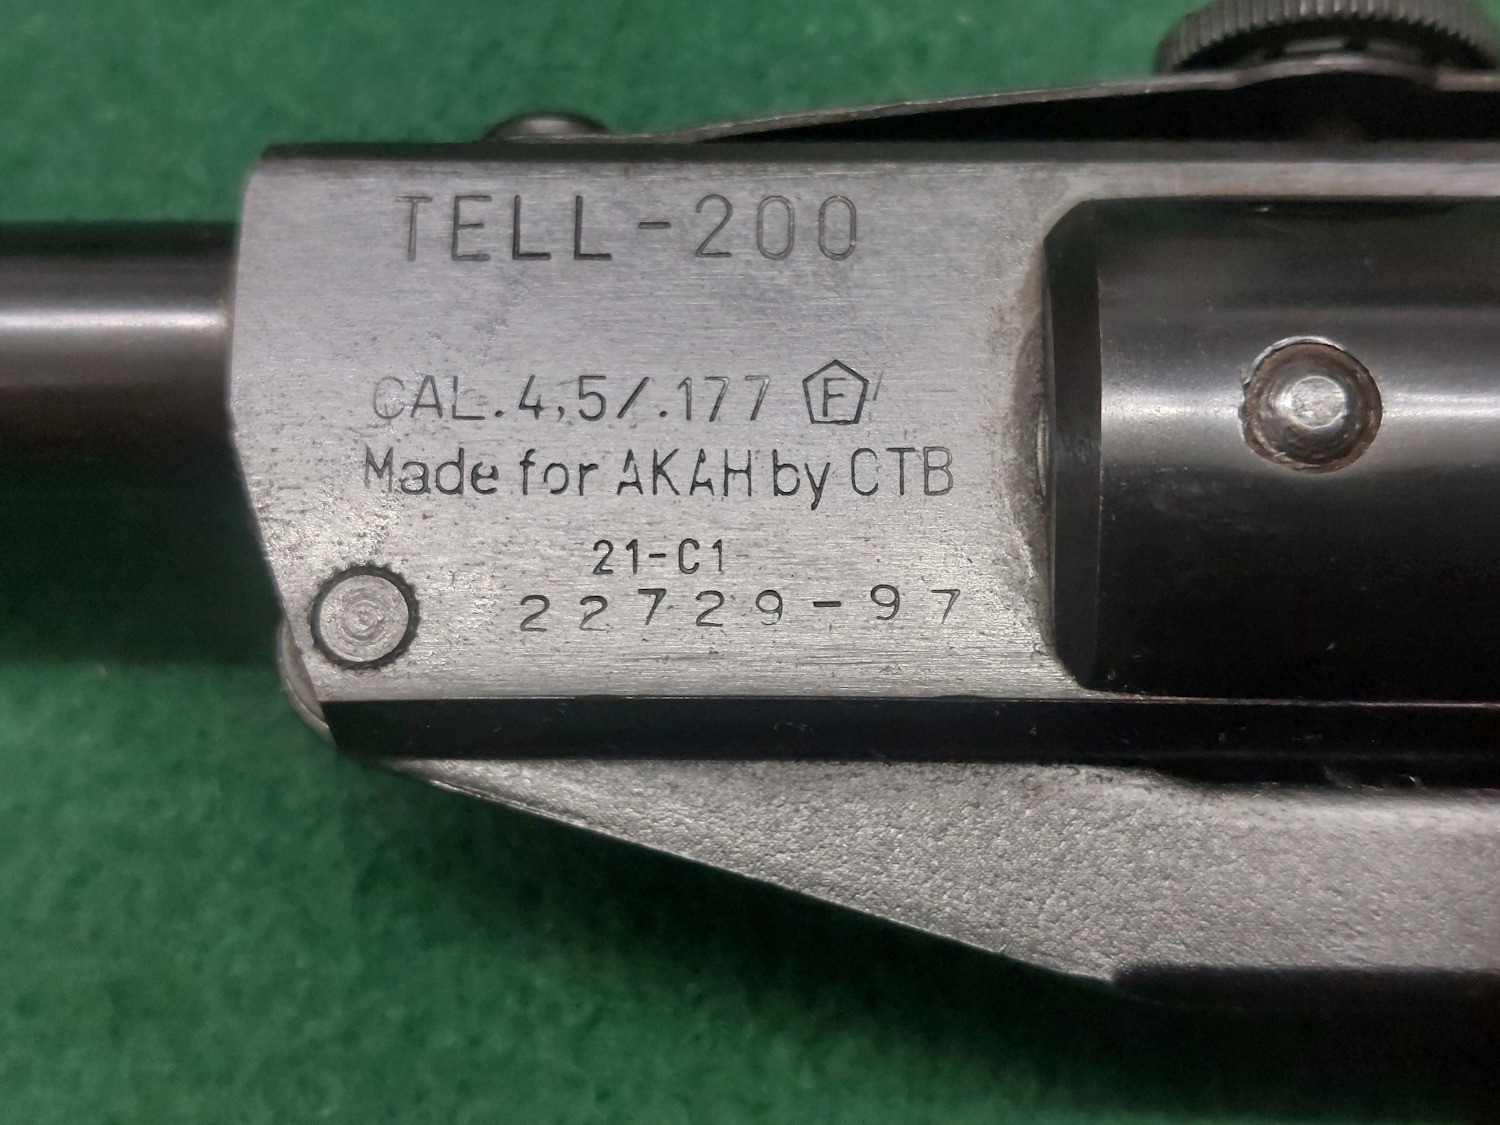 TELL-200
CAL.4,5/.177 F
Made for AKAH by CTB
21-C1
22729-97